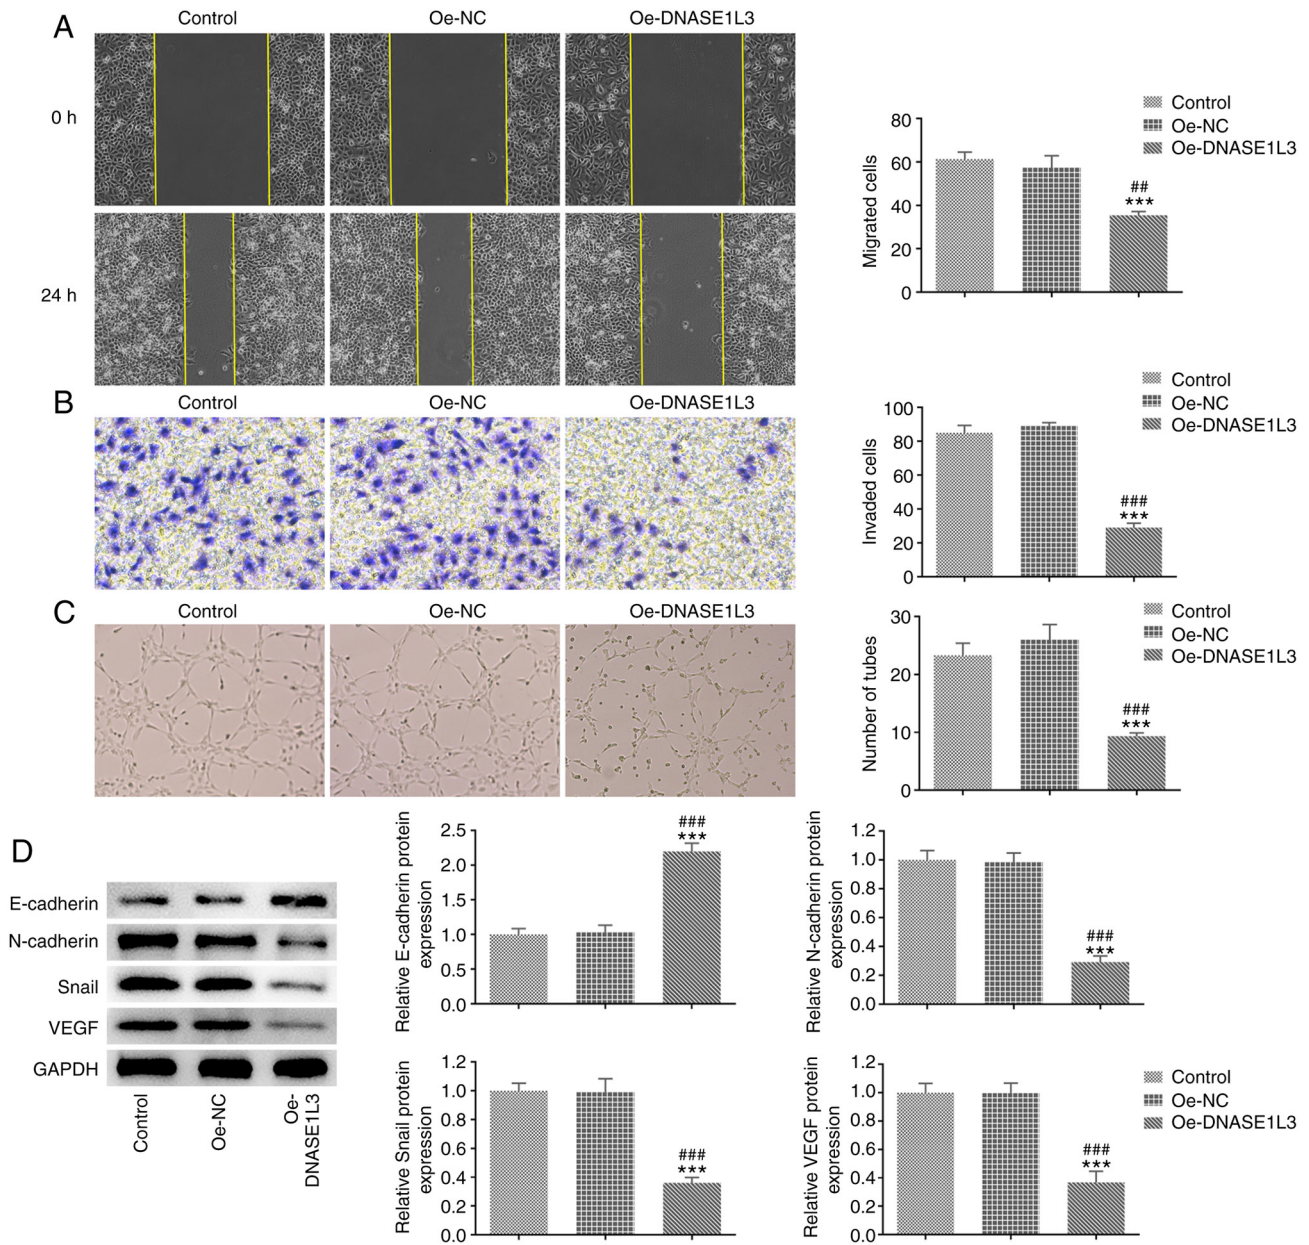 A
Control
Oe-NC
Oe-DNASE1L3
0 h
24 h
Control
Oe-NC
Oe-DNASE1L3
Migrated cells
80
60
40
20
0
##
***
B
Control
Oe-NC
Oe-DNASE1L3
Control
Oe-NC
Oe-DNASE1L3
Invaded cells
100
80
60
40
20
0
###
***
C
Control
Oe-NC
Oe-DNASE1L3
Control
Oe-NC
Oe-DNASE1L3
Number of tubes
30
20
10
0
###
***
D
E-cadherin
N-cadherin
Snail
VEGF
GAPDH
Control
Oe-NC
Oe-
DNASE1L3
Relative E-cadherin protein
expression
2.5
2.0
1.5
1.0
0.5
0.0
###
***
Relative N-cadherin protein
expression
1.2
1.0
0.8
0.6
0.4
0.2
0.0
###
***
Relative Snail protein
expression
1.2
1.0
0.8
0.6
0.4
0.2
0.0
###
***
Relative VEGF protein
expression
1.2
1.0
0.8
0.6
0.4
0.2
0.0
###
***
Control
Oe-NC
Oe-DNASE1L3